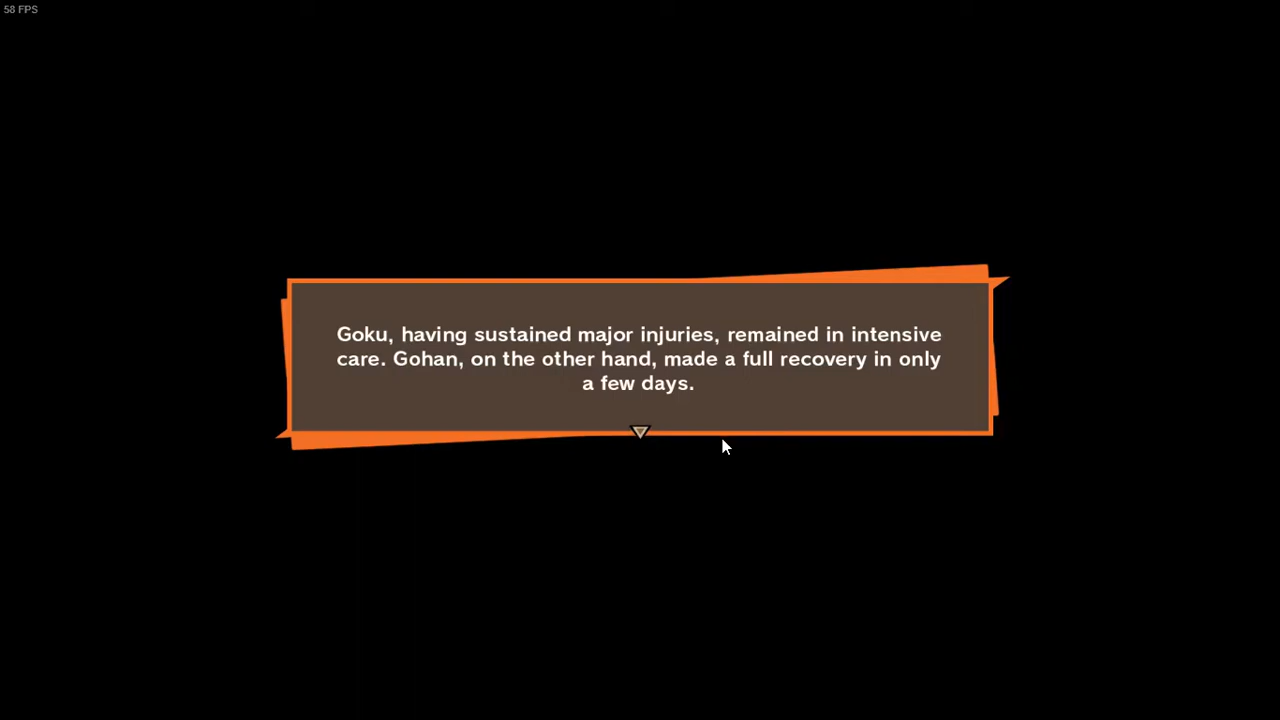 58 FPS
Goku, having sustained major injuries, remained in intensive
care. Gohan, on the other hand, made a full recovery in only
a few days.